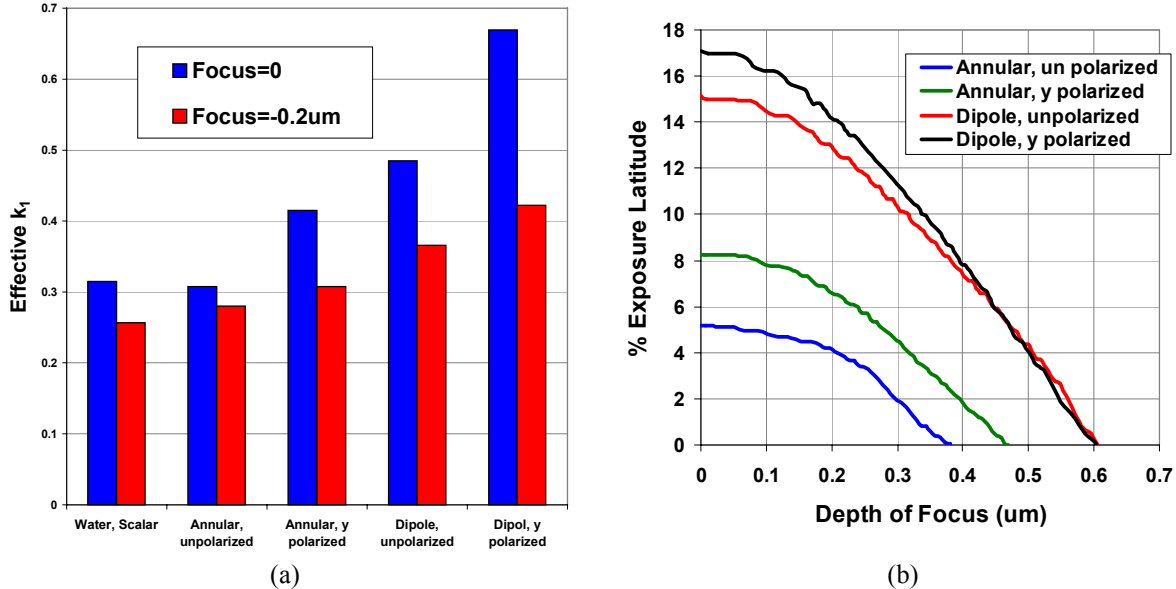 0.7
0.6
0.5
0.4
0.3
0.2
0.1
0
Effective k1
Focus=0
Focus=-0.2um
Water, Scalar
Annular, unpolarized
Annular, y polarized
Dipole, unpolarized
Dipol, y polarized
(a)
18
16
14
12
10
8
6
4
2
0
% Exposure Latitude
Annular, un polarized
Annular, y polarized
Dipole, unpolarized
Dipole, y polarized
0 0.1 0.2 0.3 0.4 0.5 0.6 0.7
Depth of Focus (um)
(b)